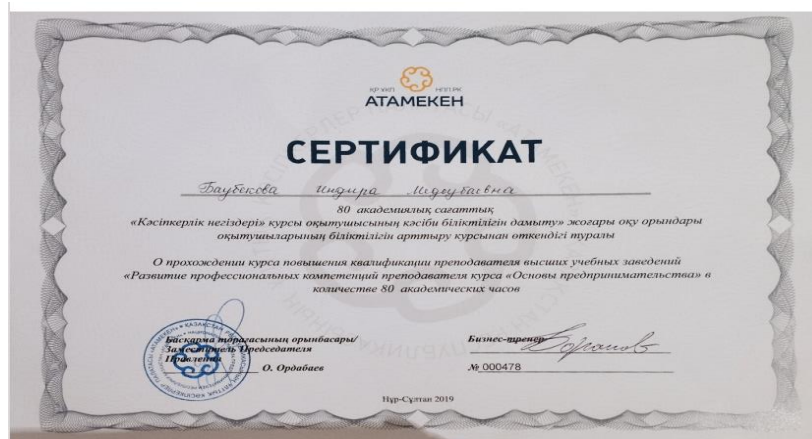 ҚР ҰКП НПП РК
АТАМЕКЕН
СЕРТИФИКАТ
Баубекова Индира
80 академиялық сағаттық
«Кәсіпкерлік негіздері» курсы оқытушысының кәсіби біліктілігін дамыту» жоғары оқу орындары
оқытушыларының біліктілігін арттыру курсынан өткендігі туралы
О прохождении курса повышения квалификации преподавателя высших учебных заведений
«Развитие профессиональных компетенций преподавателя курса «Основы предпринимательства» в
количестве 80 академических часов
Басқарма төрағасының орынбасары/
Заместитель Председателя
Правления
О. Ордабаев
Бизнес-тренер
№ 000478
Нұр-Сұлтан 2019